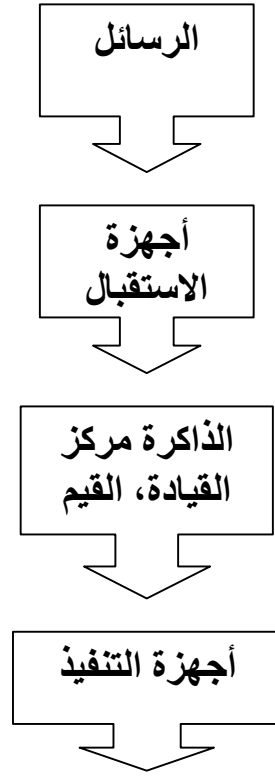 الرسائل
أجهزة
الاستقبال
الذاكرة مركز
القيادة، القيم
أجهزة التنفيذ